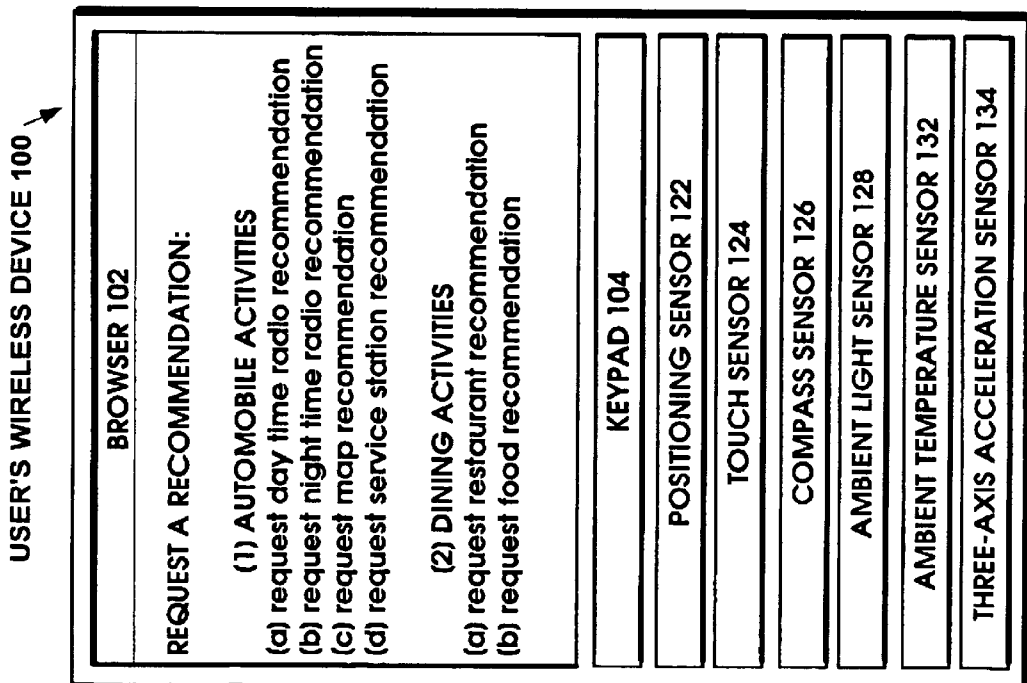 USER'S WIRELESS DEVICE 100
BROWSER 102
REQUEST A RECOMMENDATION:
(1) AUTOMOBILE ACTIVITIES
(a) request day time radio recommendation
(b) request night time radio recommendation
(c) request map recommendation
(d) request service station recommendation
(2) DINING ACTIVITIES
(a) request restaurant recommendation
(b) request food recommendation
KEYPAD 104
POSITIONING SENSOR 122
TOUCH SENSOR 124
COMPASS SENSOR 126
AMBIENT LIGHT SENSOR 128
AMBIENT TEMPERATURE SENSOR 132
THREE-AXIS ACCELERATION SENSOR 134